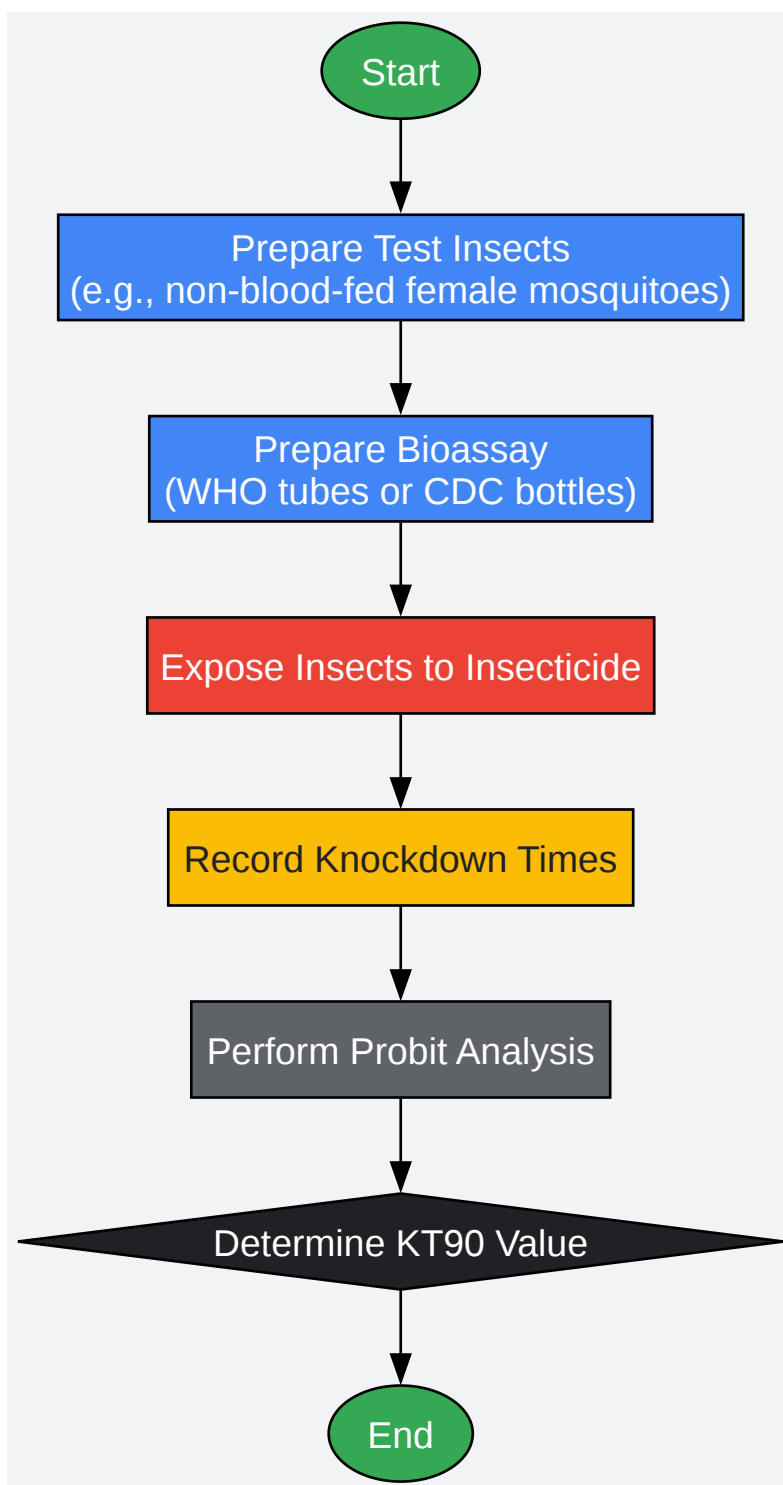 Start
Prepare Test Insects
(e.g., non-blood-fed female mosquitoes)
Prepare Bioassay
(WHO tubes or CDC bottles)
Expose Insects to Insecticide
Record Knockdown Times
Perform Probit Analysis
Determine KT90 Value
End